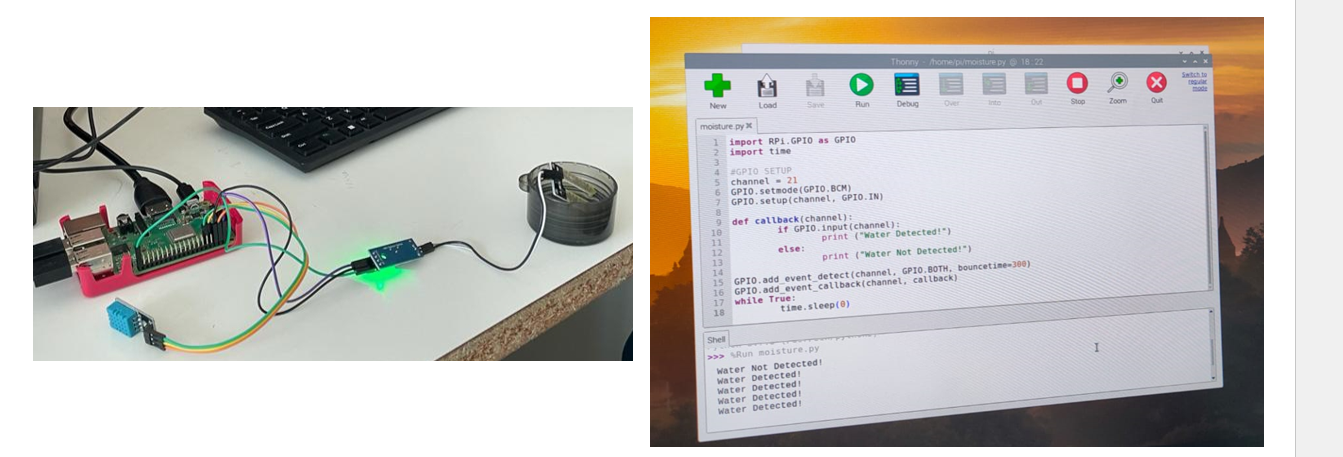 Thonny - /home/pi/moisture.py @ 18 : 22
New Load Save Run Debug Over Into Out Stop Zoom Quit
Switch to
regular
mode
moisture.py
1 import RPi.GPIO as GPIO
2 import time
3
4 #GPIO SETUP
5 channel = 21
6 GPIO.setmode(GPIO.BCM)
7 GPIO.setup(channel, GPIO.IN)
8
9 def callback(channel):
10 if GPIO.input(channel):
11 print ("Water Detected!")
12 else:
13 print ("Water Not Detected!")
14
15 GPIO.add_event_detect(channel, GPIO.BOTH, bouncetime=300)
16 GPIO.add_event_callback(channel, callback)
17 while True:
18 time.sleep(0)
Shell
>>> %Run moisture.py
Water Not Detected!
Water Detected!
Water Detected!
Water Detected!
Water Detected!